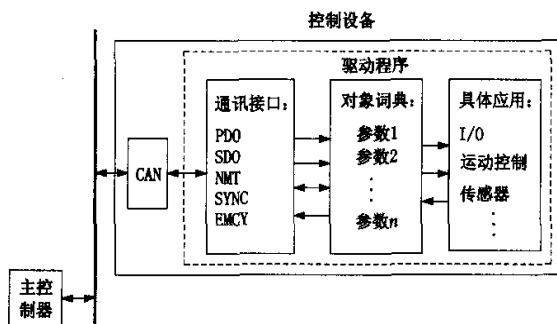 控制设备
驱动程序
通讯接口：
PDO
SDO
NMT
SYNC
EMCY
对象词典：
参数1
参数2
参数n
具体应用：
I/O
运动控制
传感器
CAN
主控
制器